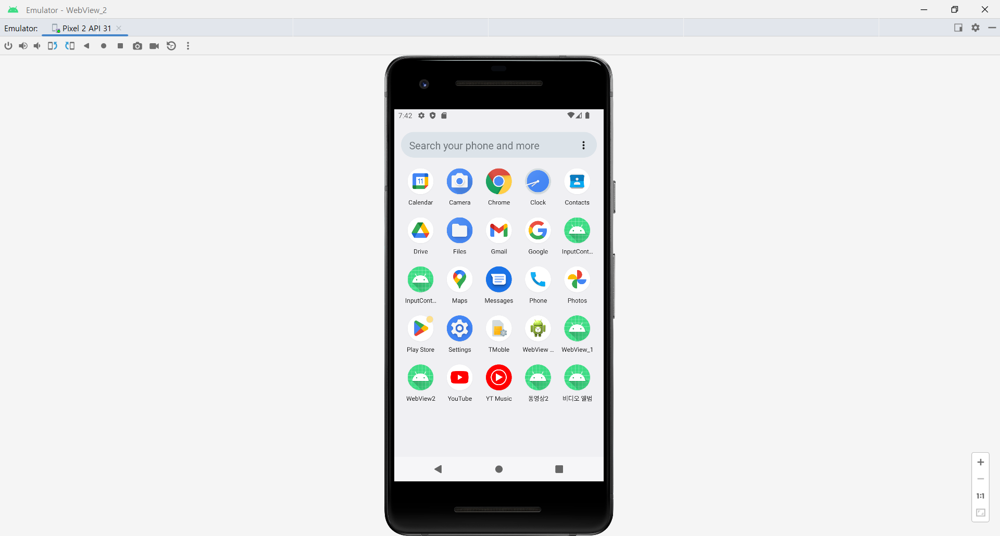 Emulator - WebView_2
Emulator: Pixel 2 API 31
7:42
Search your phone and more
11
Calendar Camera Chrome Clock Contacts
Drive Files Gmail Google InputCont...
InputCont... Maps Messages Phone Photos
Play Store Settings TMoble WebView ... WebView_1
WebView2 YouTube YT Music 동영상2 비디오 앨범
1:1